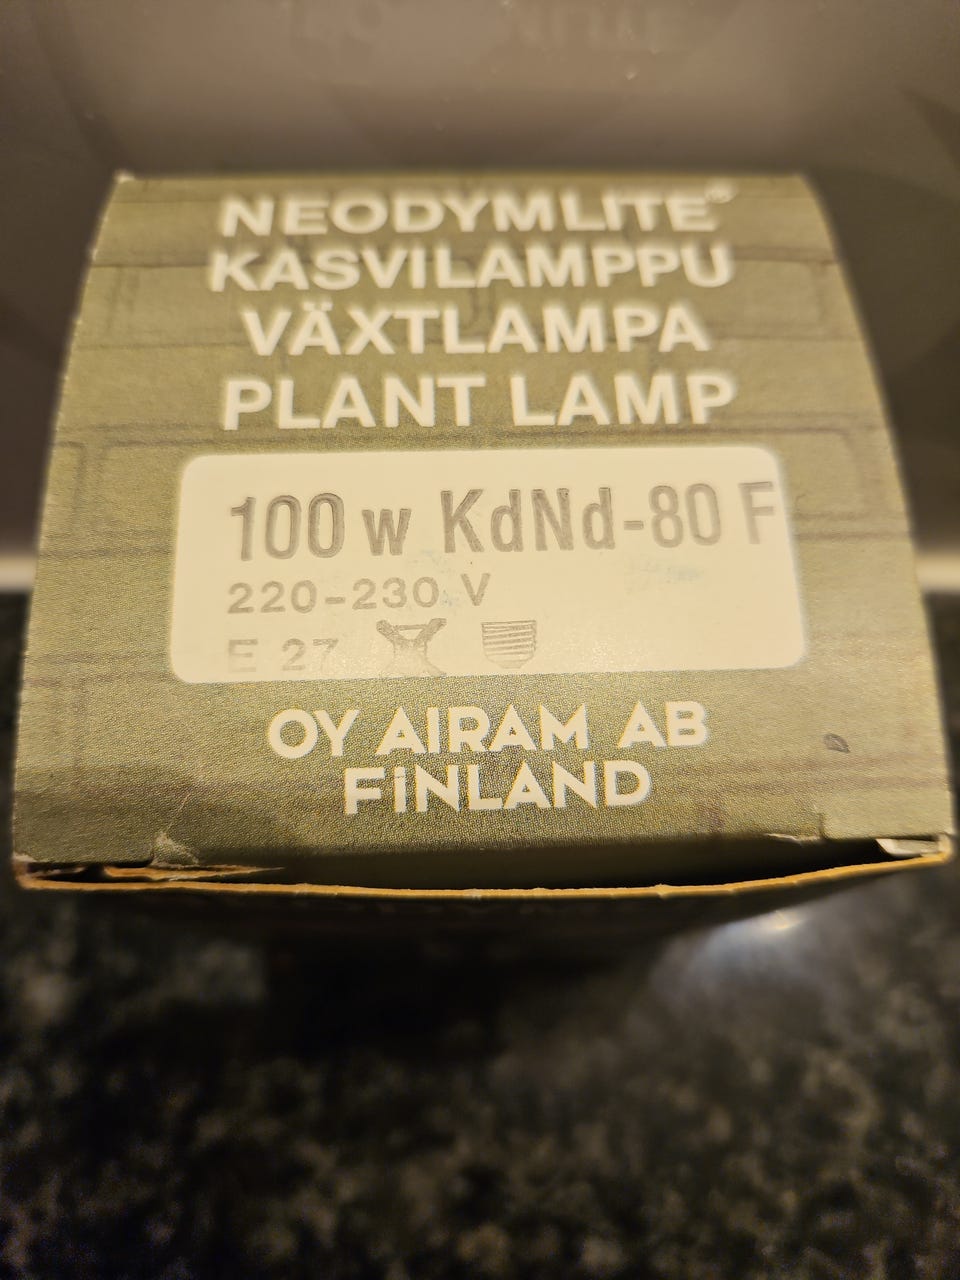 NEODYMLITE®
KASVILAMPPU
VÄXTLAMPA
PLANT LAMP
100 w KdNd-80 F
220-230 V
E 27
OY AIRAM AB
FINLAND